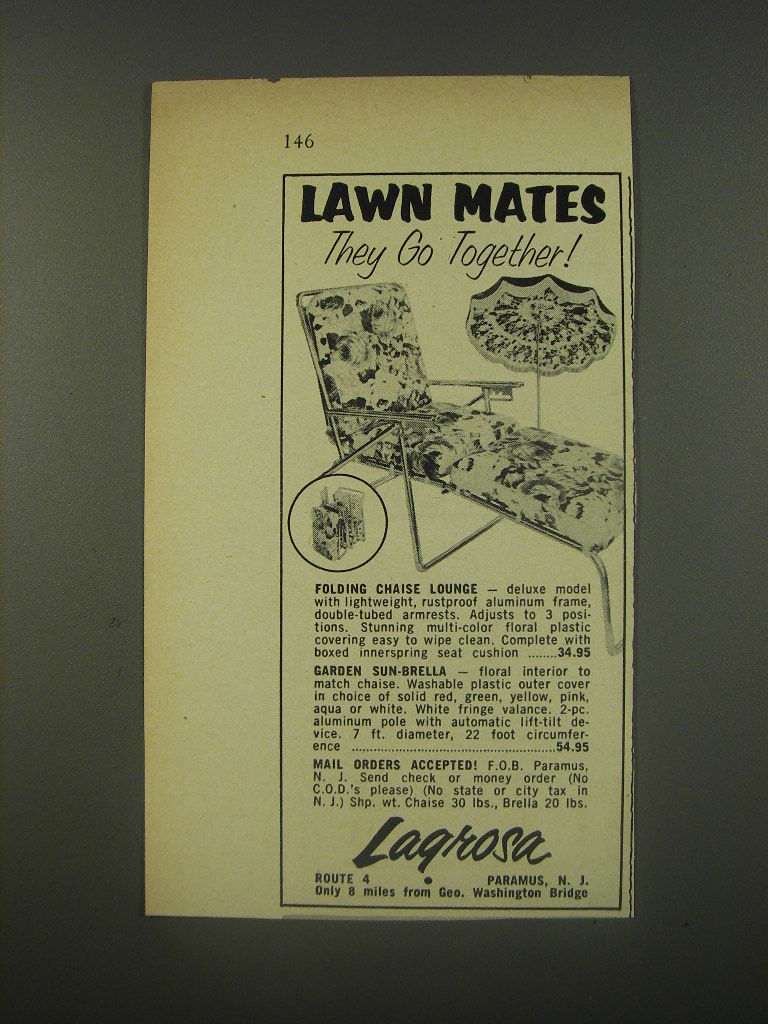 146
LAWN MATES
They Go Together!
FOLDING CHAISE LOUNGE — deluxe model
with lightweight, rustproof aluminum frame,
double-tubed armrests. Adjusts to 3 posi-
tions. Stunning multi-color floral plastic
covering easy to wipe clean. Complete with
boxed innerspring seat cushion ........34.95
GARDEN SUN-BRELLA — floral interior to
match chaise. Washable plastic outer cover
in choice of solid red, green, yellow, pink,
aqua or white. White fringe valance. 2-pc.
aluminum pole with automatic lift-tilt de-
vice. 7 ft. diameter, 22 foot circumfer-
ence ................................................54.95
MAIL ORDERS ACCEPTED! F.O.B. Paramus,
N. J. Send check or money order (No
C.O.D.'s please) (No state or city tax in
N. J.) Shp. wt. Chaise 30 lbs., Brella 20 lbs.
Lagrosa
ROUTE 4 • PARAMUS, N. J.
Only 8 miles from Geo. Washington Bridge